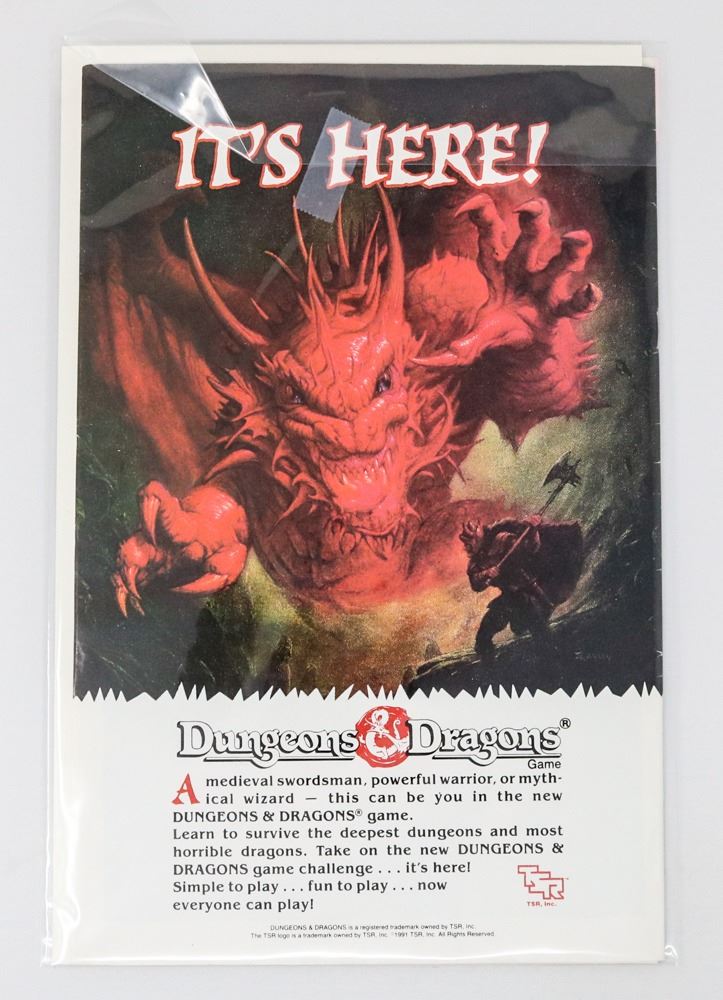 IT'S HERE!
Dungeons & Dragons®
Game
A medieval swordsman, powerful warrior, or myth-
ical wizard — this can be you in the new
DUNGEONS & DRAGONS® game.
Learn to survive the deepest dungeons and most
horrible dragons. Take on the new DUNGEONS &
DRAGONS game challenge . . . it's here!
Simple to play . . . fun to play . . . now
everyone can play!
TSR
TSR, Inc.
DUNGEONS & DRAGONS is a registered trademark owned by TSR, Inc.
The TSR logo is a trademark owned by TSR, Inc. ©1991 TSR, Inc. All Rights Reserved.